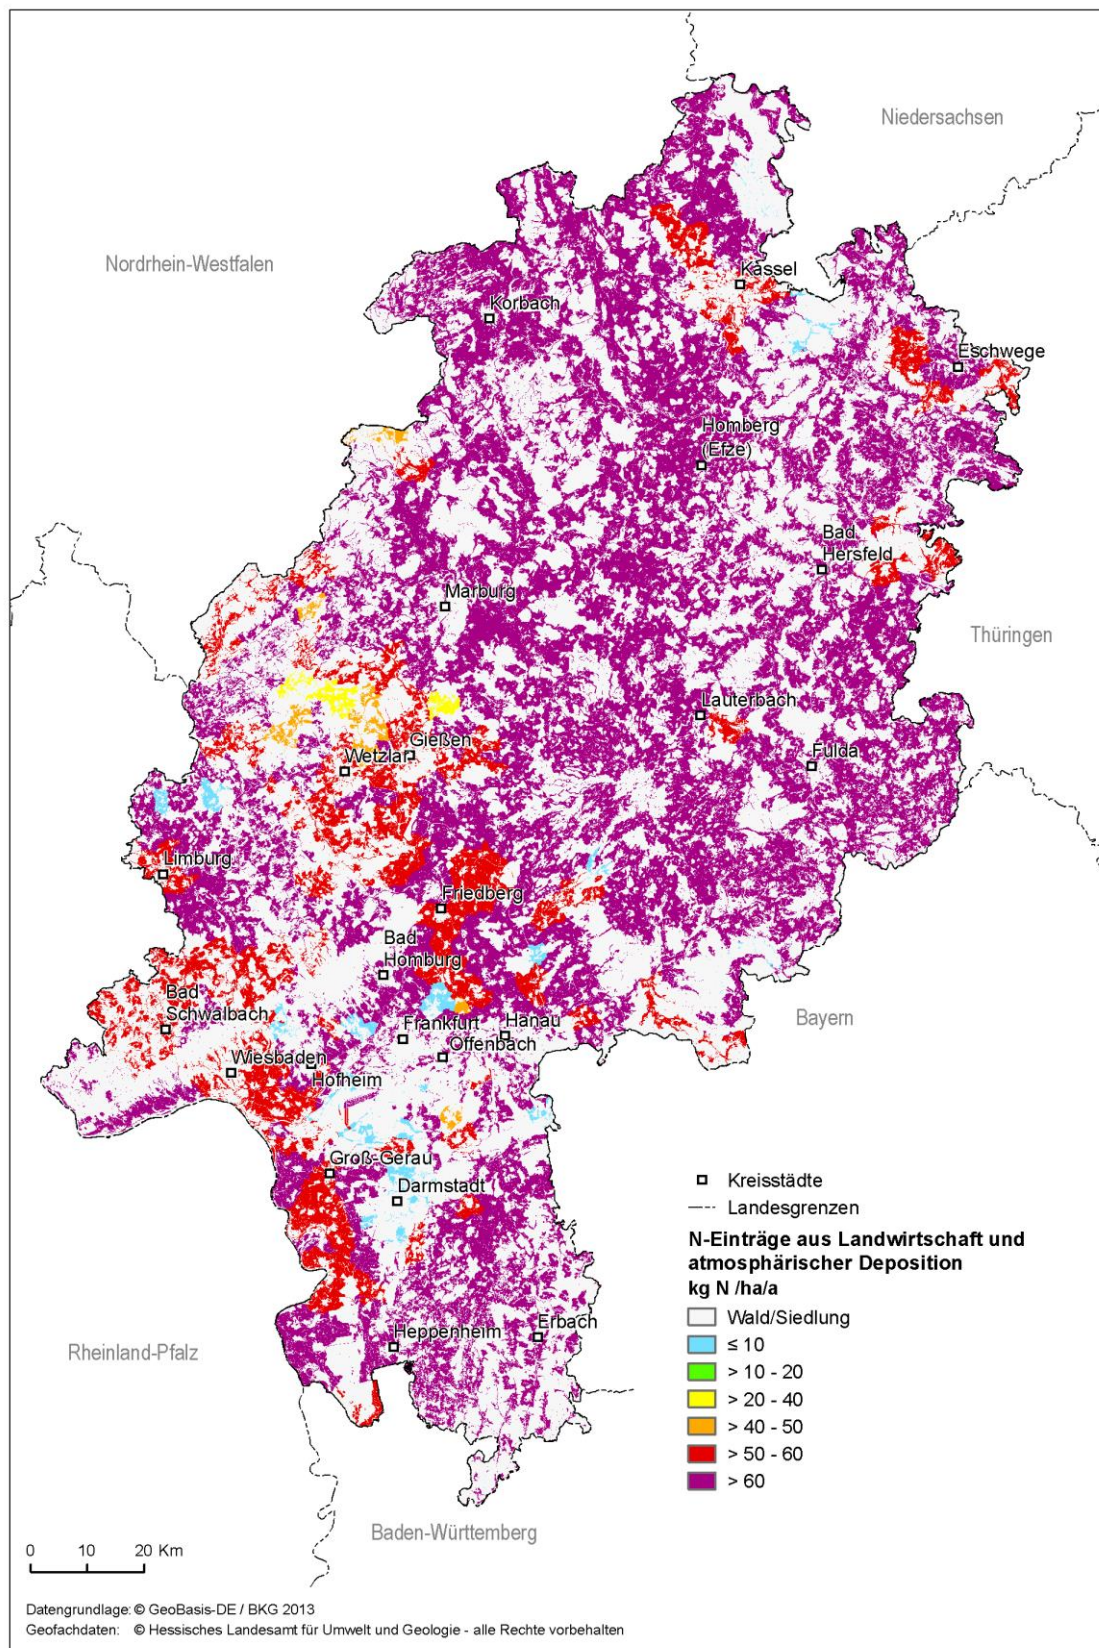 Niedersachsen
Nordrhein-Westfalen
Kassel
Korbach
Eschwege
Homberg
(Efze)
Bad
Hersfeld
Marburg
Thüringen
Lauterbach
Gießen
Wetzlar
Fulda
Limburg
Friedberg
Bad
Homburg
Bad
Schwalbach
Bayern
Frankfurt
Hanau
Offenbach
Wiesbaden
Hofheim
Groß-Gerau
Darmstadt
Kreisstädte
Landesgrenzen
N-Einträge aus Landwirtschaft und
atmosphärischer Deposition
kg N /ha/a
Wald/Siedlung
≤ 10
> 10 - 20
> 20 - 40
> 40 - 50
> 50 - 60
> 60
Heppenheim
Erbach
Rheinland-Pfalz
Baden-Württemberg
0 10 20 Km
Datengrundlage: © GeoBasis-DE / BKG 2013
Geofachdaten: © Hessisches Landesamt für Umwelt und Geologie - alle Rechte vorbehalten